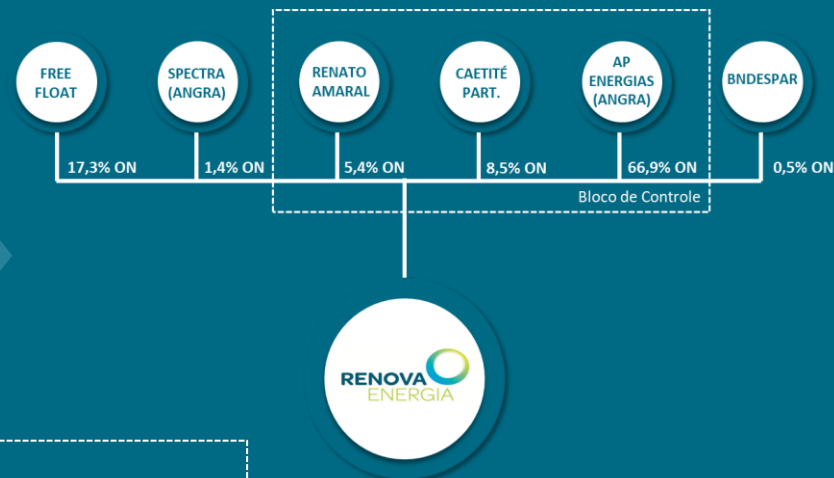 FREE
FLOAT
SPECTRA
(ANGRA)
RENATO
AMARAL
CAETITÉ
PART.
AP
ENERGIAS
(ANGRA)
BNDESPAR
17,3% ON
1,4% ON
5,4% ON
8,5% ON
66,9% ON
0,5% ON
Bloco de Controle
RENOVA
ENERGIA